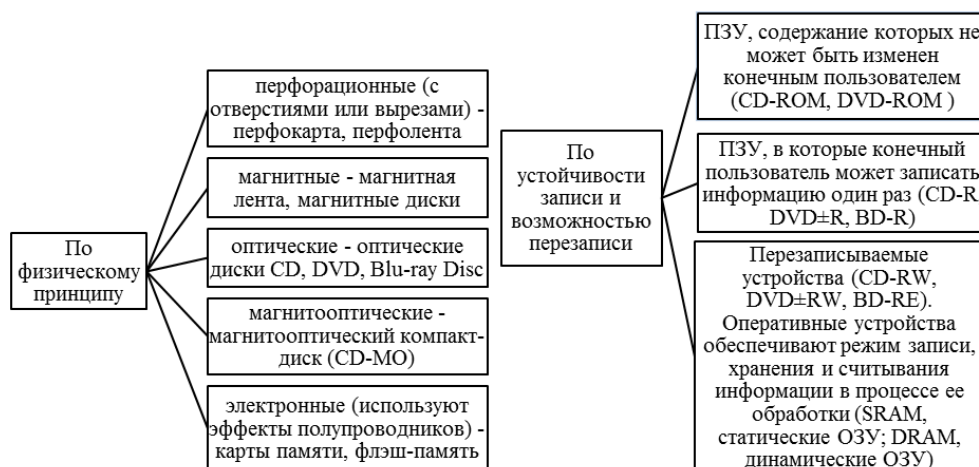 По
физическому
принципу
перфорационные (с
отверстиями или вырезами) -
перфокарта, перфолента
магнитные - магнитная
лента, магнитные диски
оптические - оптические
диски CD, DVD, Blu-ray Disc
магнитооптические -
магнитооптический компакт-
диск (CD-MO)
электронные (используют
эффекты полупроводников) -
карты памяти, флэш-память
По
устойчивости
записи и
возможностью
перезаписи
ПЗУ, содержание которых не
может быть изменен
конечным пользователем
(CD-ROM, DVD-ROM )
ПЗУ, в которые конечный
пользователь может записать
информацию один раз (CD-R
DVD±R, BD-R)
Перезаписываемые
устройства (CD-RW,
DVD±RW, BD-RE).
Оперативные устройства
обеспечивают режим записи,
хранения и считывания
информации в процессе ее
обработки (SRAM,
статические ОЗУ; DRAM,
динамические ОЗУ)